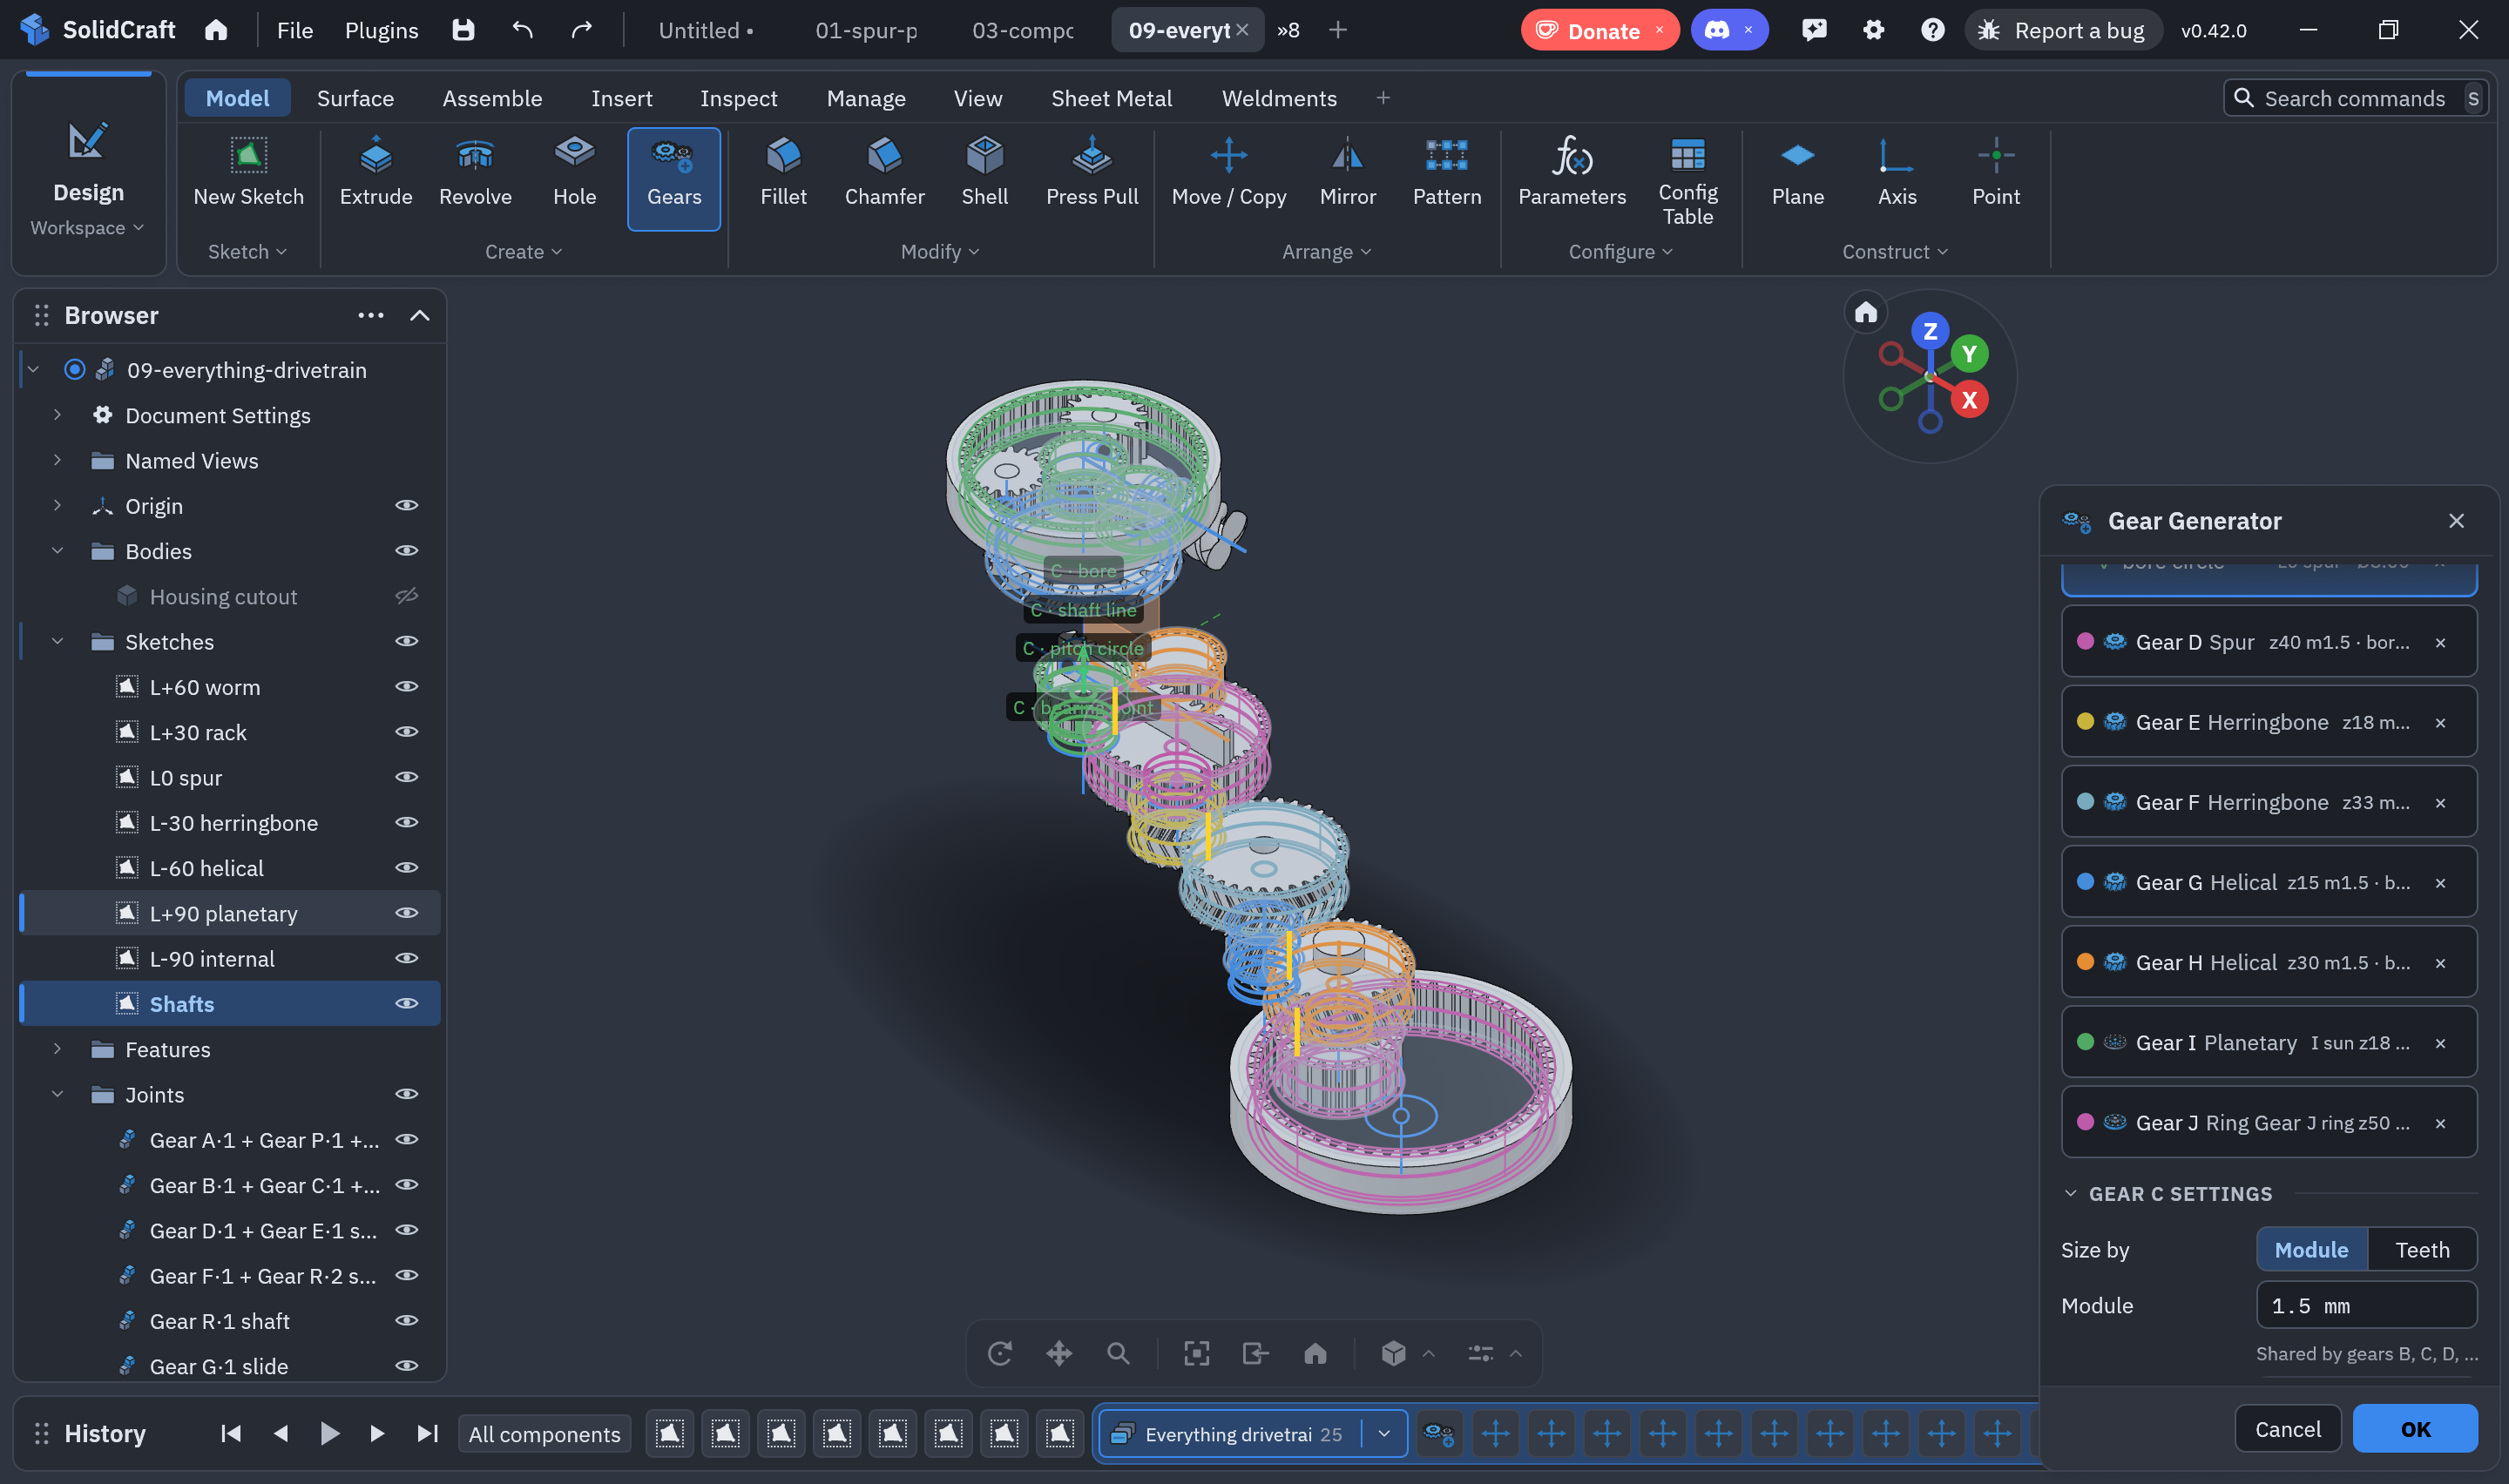 SolidCraft
File
Plugins
Untitled •
01-spur-p
03-compc
09-everyt
»8
Donate
Report a bug
v0.42.0
Design
Workspace
Model
Surface
Assemble
Insert
Inspect
Manage
View
Sheet Metal
Weldments
Search commands
S
New Sketch
Extrude
Revolve
Hole
Gears
Fillet
Chamfer
Shell
Press Pull
Move / Copy
Mirror
Pattern
Parameters
Config
Table
Plane
Axis
Point
Sketch
Create
Modify
Arrange
Configure
Construct
Browser
09-everything-drivetrain
Document Settings
Named Views
Origin
Bodies
Housing cutout
Sketches
L+60 worm
L+30 rack
L0 spur
L-30 herringbone
L-60 helical
L+90 planetary
L-90 internal
Shafts
Features
Joints
Gear A·1 + Gear P·1 +...
Gear B·1 + Gear C·1 +...
Gear D·1 + Gear E·1 s...
Gear F·1 + Gear R·2 s...
Gear R·1 shaft
Gear G·1 slide
C · bore
C · shaft line
C · pitch circle
C · bearing point
Z
Y
X
Gear Generator
bore circle
L0 spur · Ø8.00
Gear D Spur z40 m1.5 · bor...
Gear E Herringbone z18 m...
Gear F Herringbone z33 m...
Gear G Helical z15 m1.5 · b...
Gear H Helical z30 m1.5 · b...
Gear I Planetary I sun z18 ...
Gear J Ring Gear J ring z50 ...
GEAR C SETTINGS
Size by
Module
Teeth
Module
1.5 mm
Shared by gears B, C, D, ...
Cancel
OK
History
All components
Everything drivetrai 25